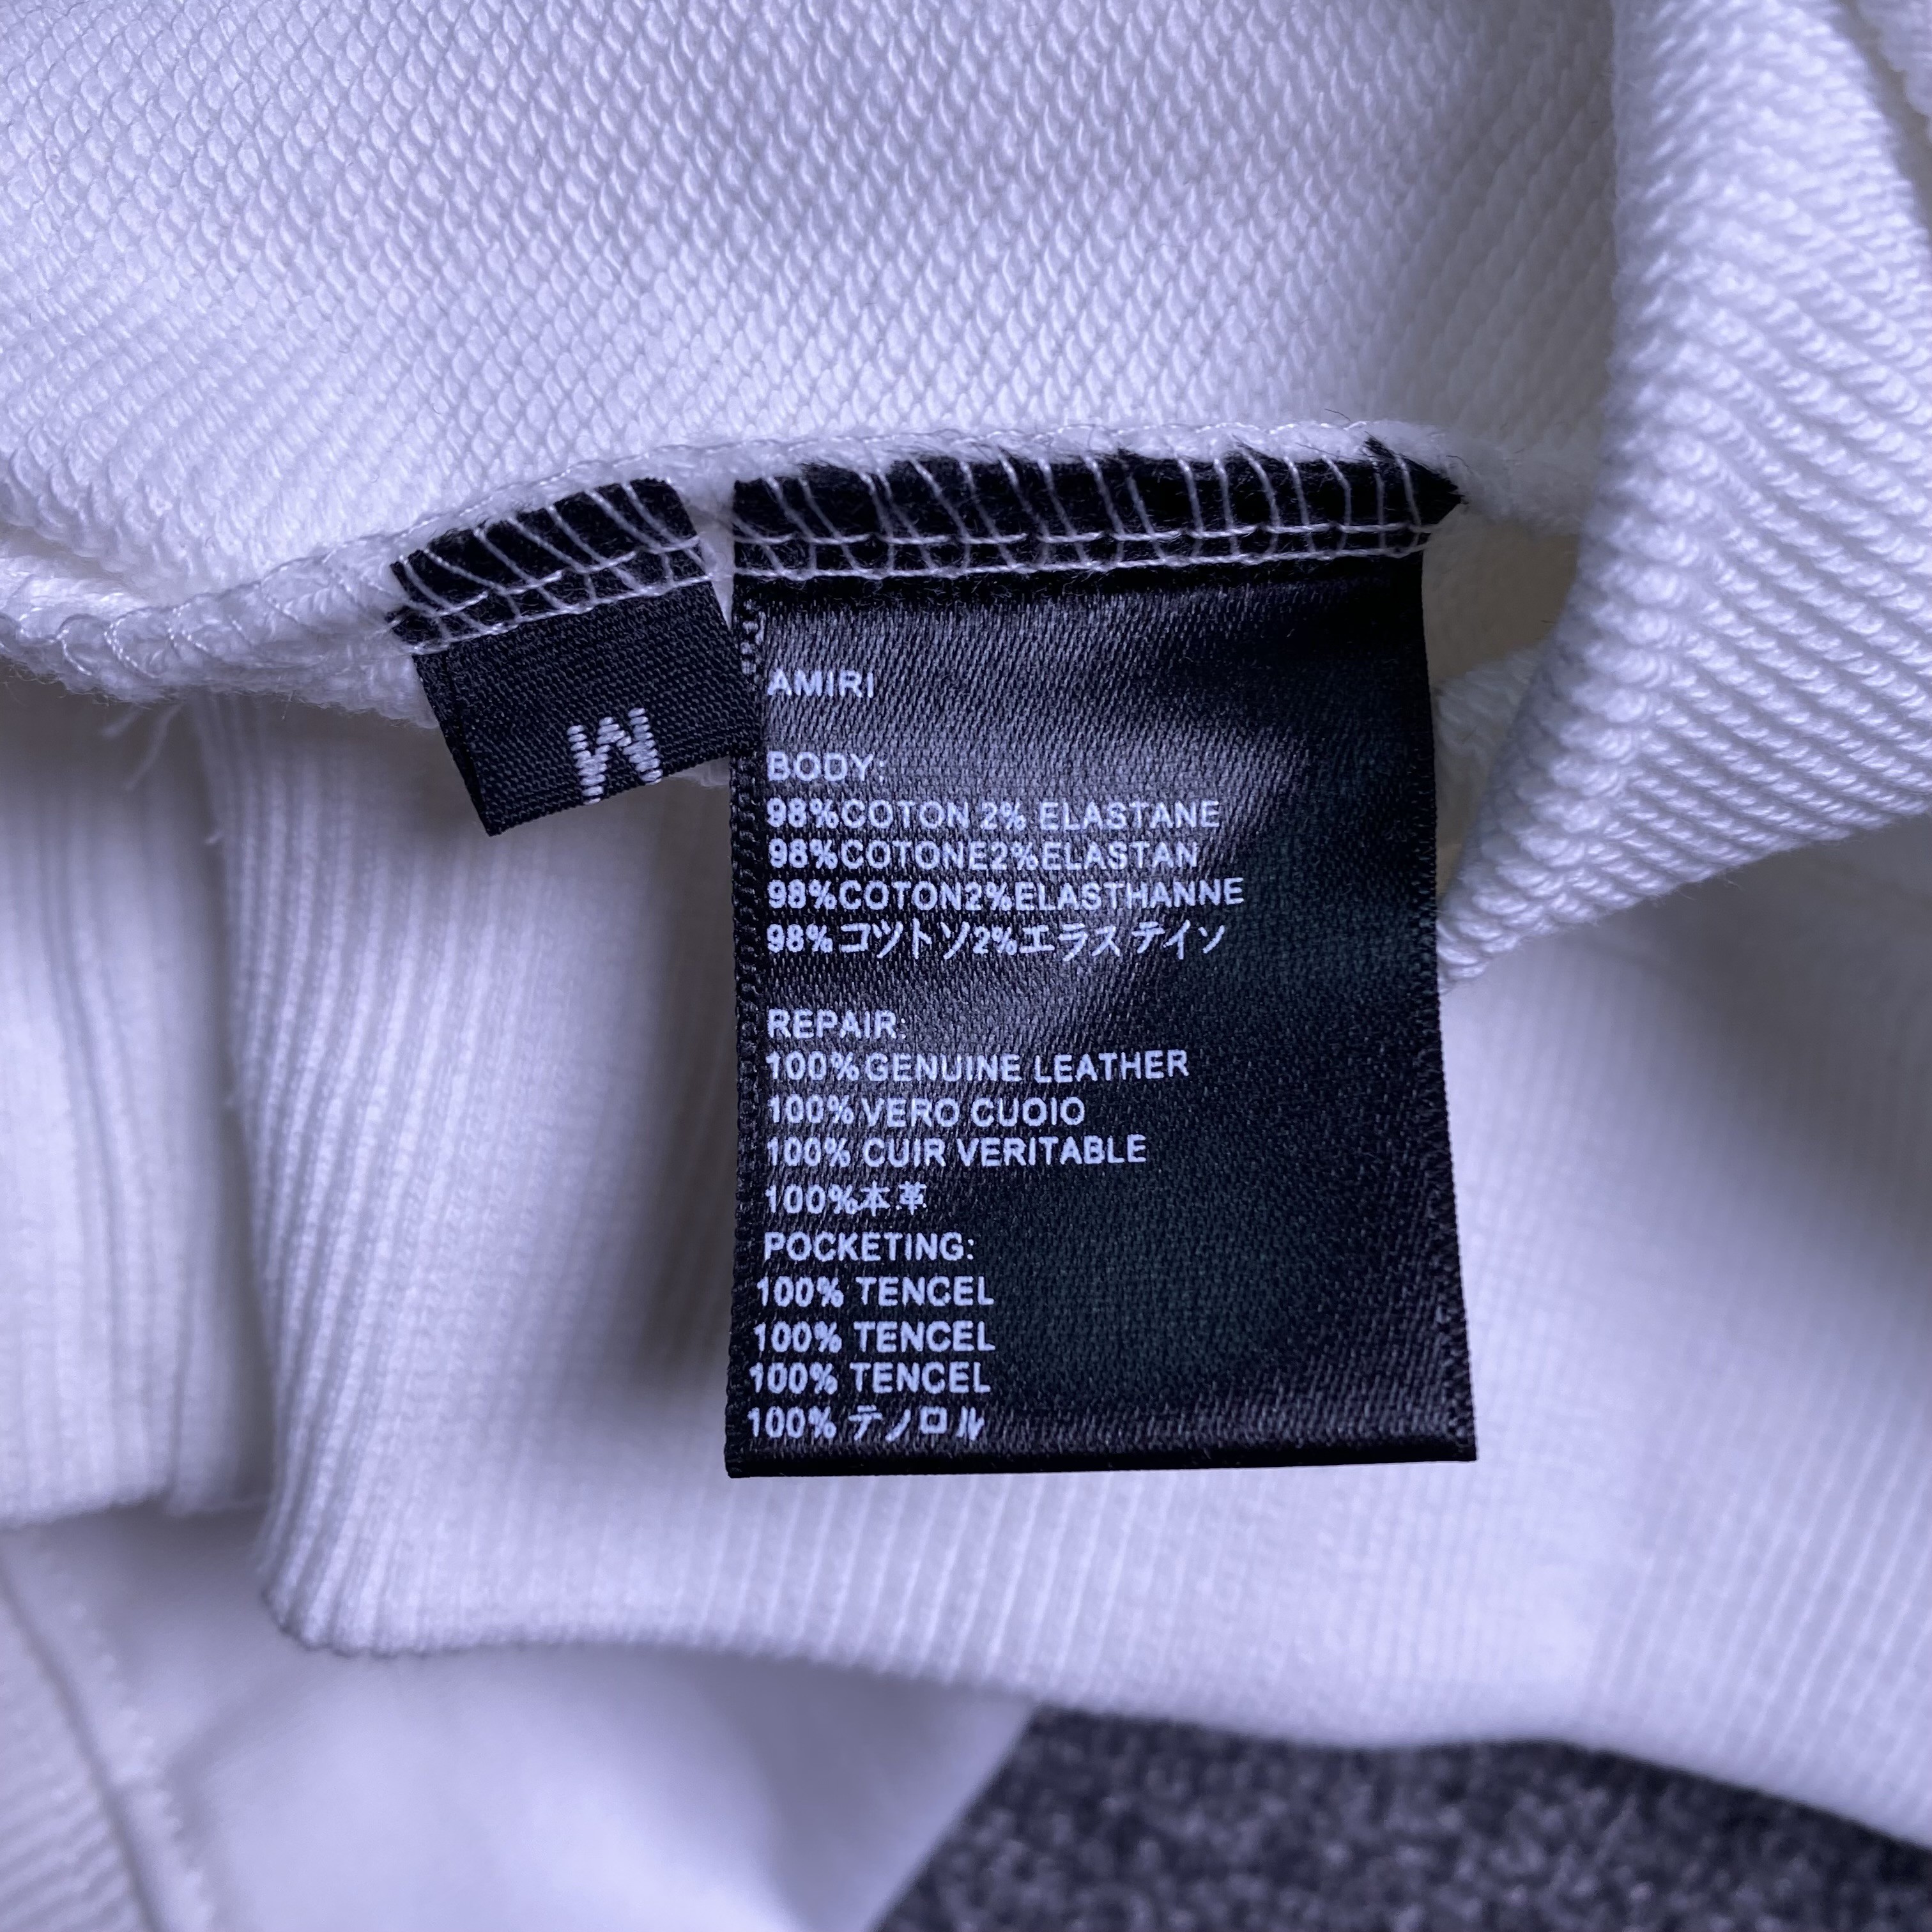 M
AMIRI
BODY:
98%COTON 2% ELASTANE
98%COTONE2%ELASTAN
98%COTON2%ELASTHANNE
98%コツトソ2%エラステイソ
REPAIR:
100%GENUINE LEATHER
100%VERO CUOIO
100% CUIR VERITABLE
100%本革
POCKETING:
100% TENCEL
100% TENCEL
100% TENCEL
100% テノロル